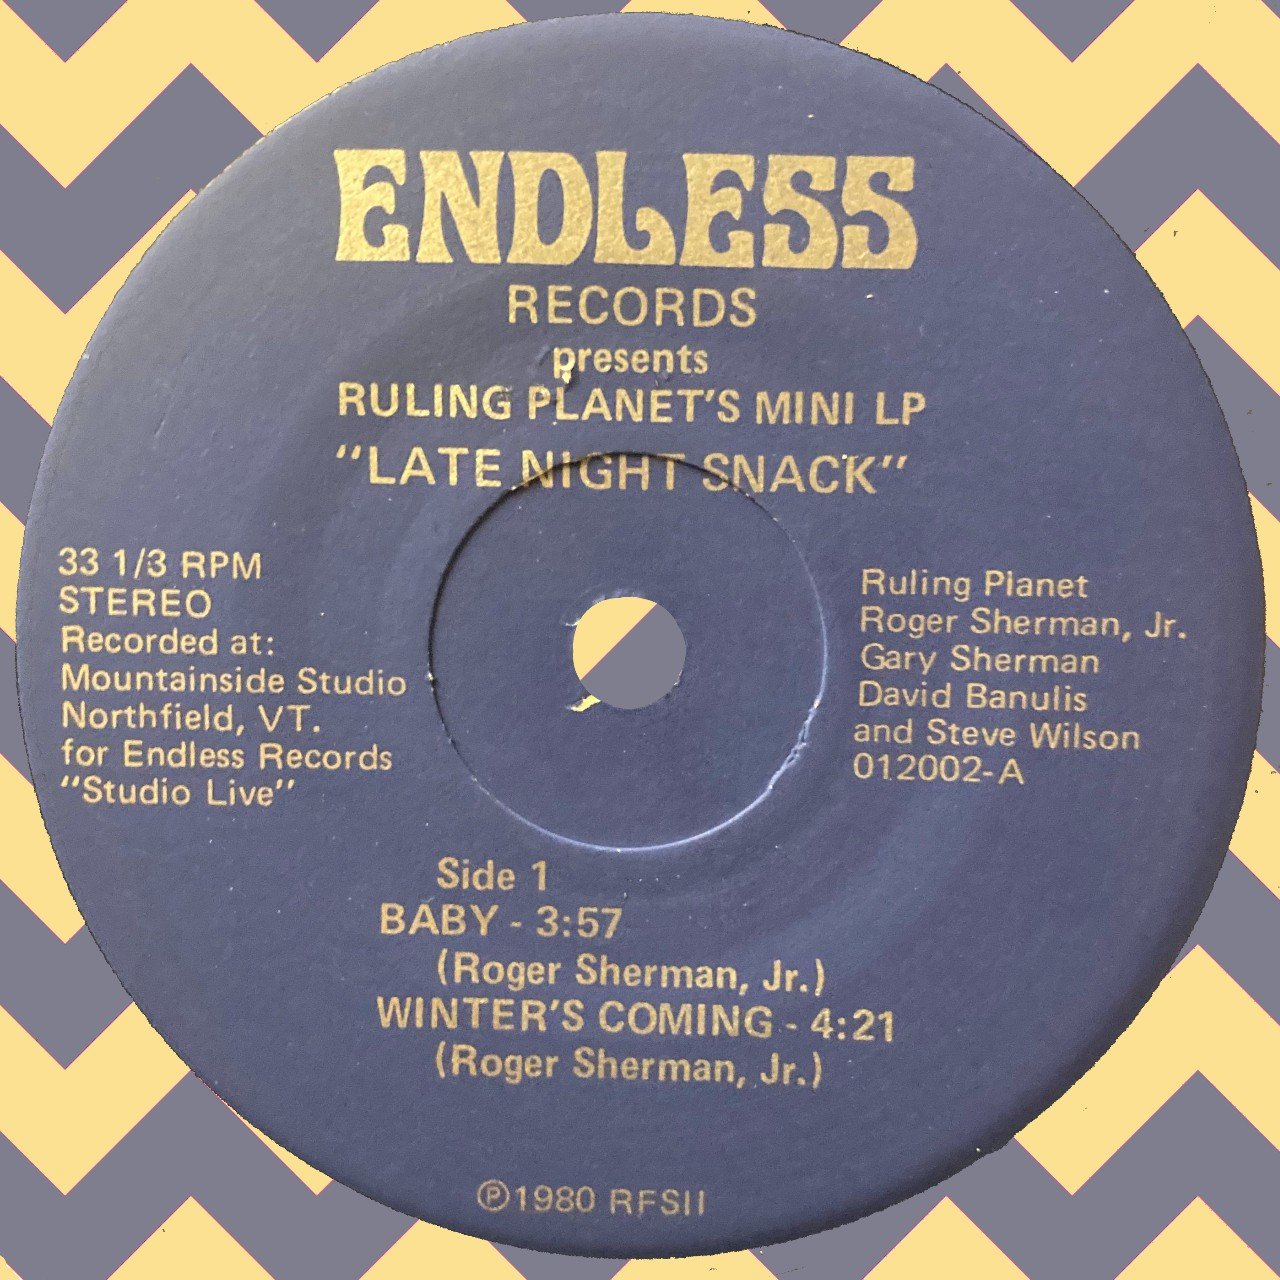 ENDLESS
RECORDS
presents
RULING PLANET'S MINI LP
"LATE NIGHT SNACK"
33 1/3 RPM
STEREO
Recorded at:
Mountainside Studio
Northfield, VT.
for Endless Records
"Studio Live"
Ruling Planet
Roger Sherman, Jr.
Gary Sherman
David Banulis
and Steve Wilson
012002-A
Side 1
BABY - 3:57
(Roger Sherman, Jr.)
WINTER'S COMING - 4:21
(Roger Sherman, Jr.)
℗1980 RFSII